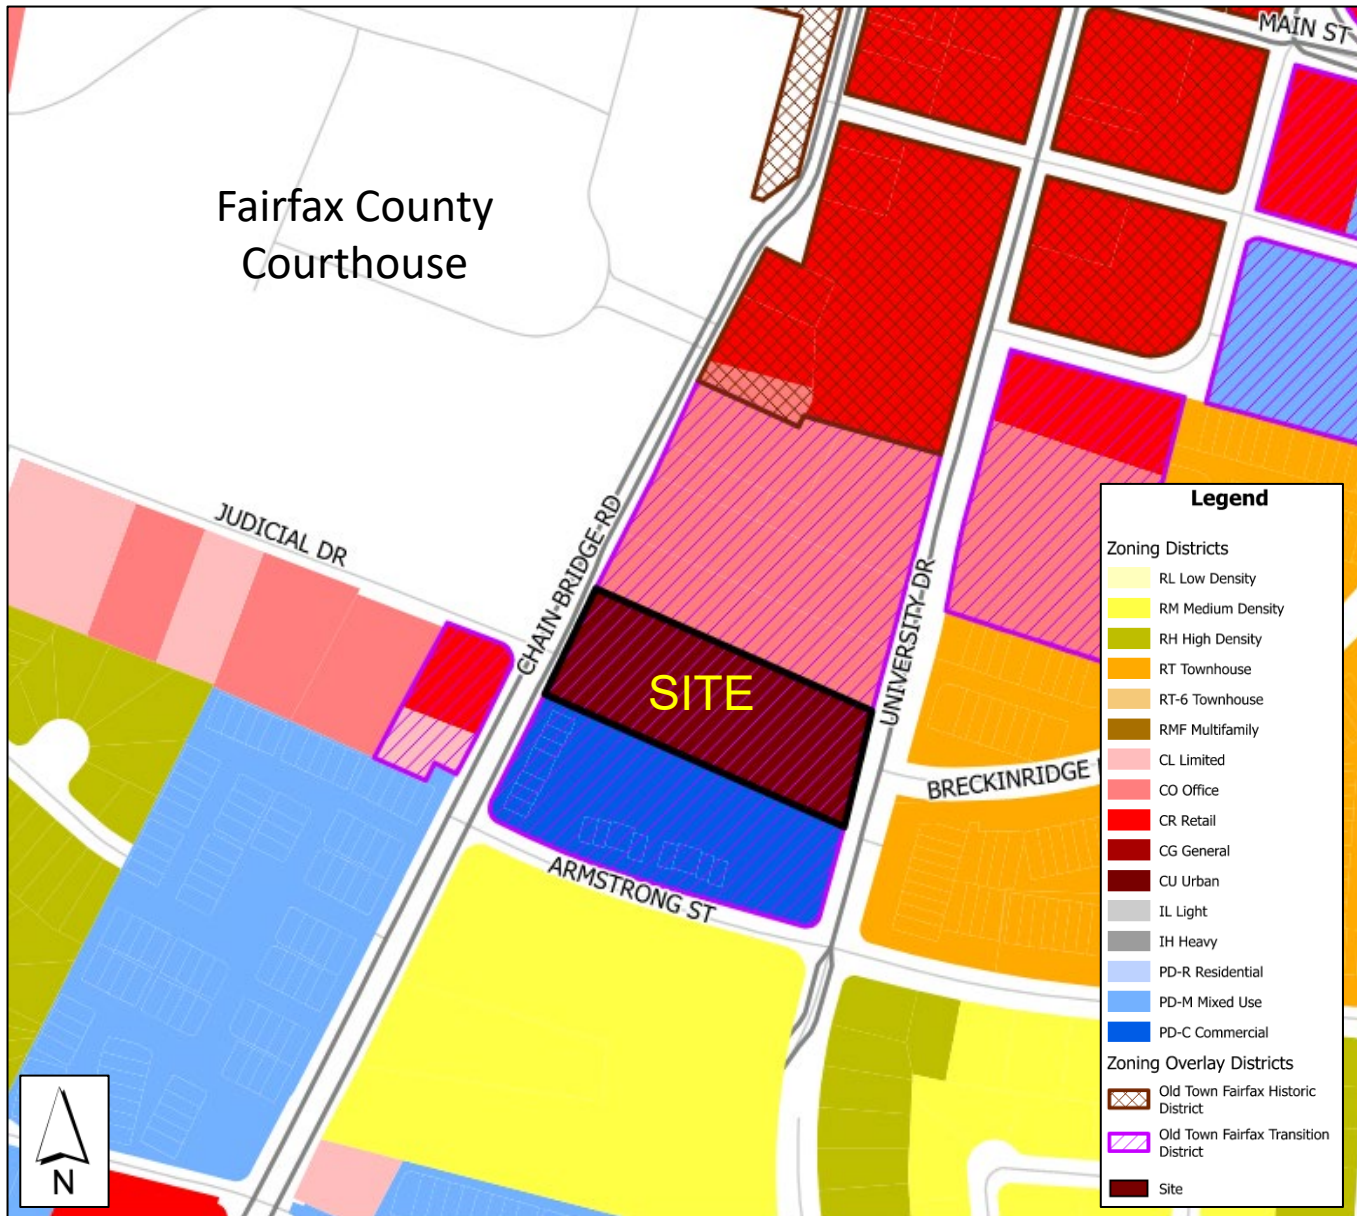 MAIN ST
Fairfax County
Courthouse
JUDICIAL DR
CHAIN-BRIDGE-RD
UNIVERSITY-DR
SITE
BRECKINRIDGE
ARMSTRONG ST
Legend
Zoning Districts
RL Low Density
RM Medium Density
RH High Density
RT Townhouse
RT-6 Townhouse
RMF Multifamily
CL Limited
CO Office
CR Retail
CG General
CU Urban
IL Light
IH Heavy
PD-R Residential
PD-M Mixed Use
PD-C Commercial
Zoning Overlay Districts
Old Town Fairfax Historic
District
Old Town Fairfax Transition
District
Site
N